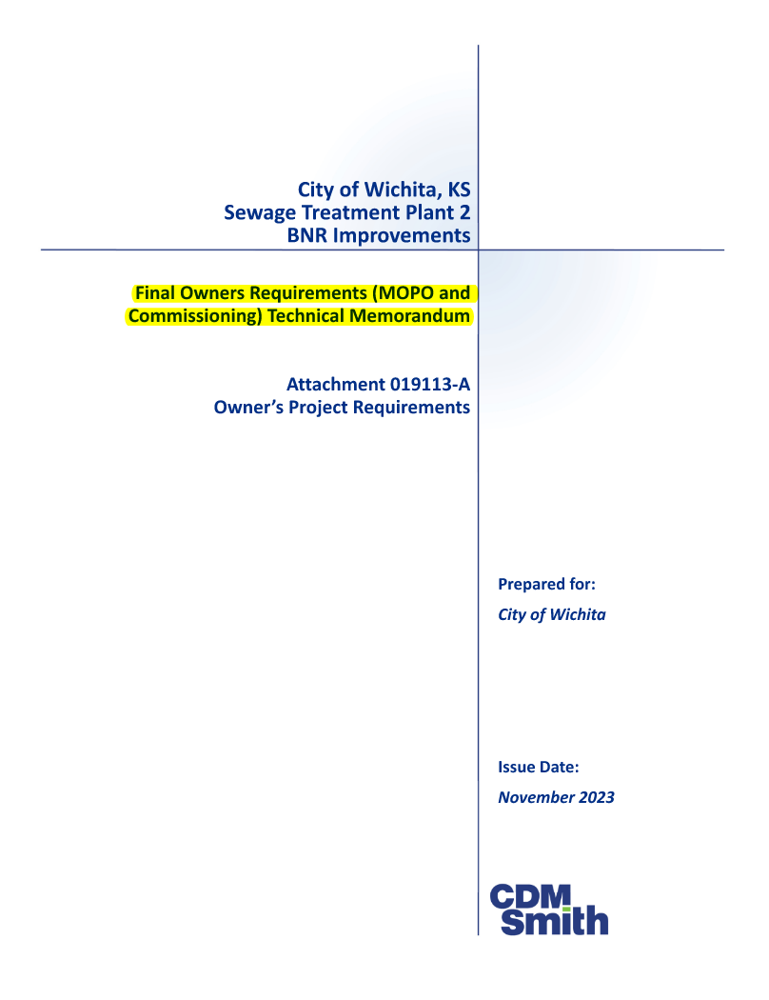 City of Wichita, KS
Sewage Treatment Plant 2
BNR Improvements
Final Owners Requirements (MOPO and
Commissioning) Technical Memorandum
Attachment 019113-A
Owner’s Project Requirements
Prepared for:
City of Wichita
Issue Date:
November 2023
CDM
Smith